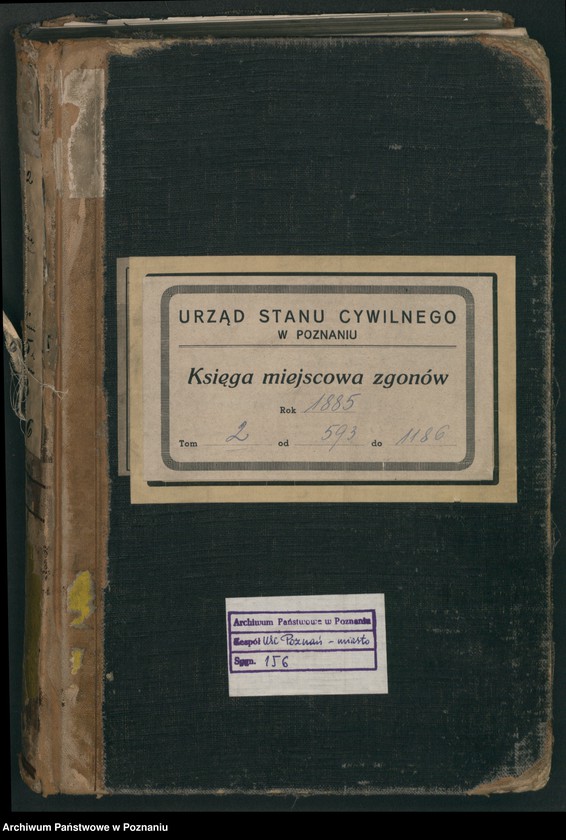 URZĄD STANU CYWILNEGO
W POZNANIU
Księga miejscowa zgonów
Rok 1885
Tom 2 od 593 do 1186
Archiwum Państwowe w Poznaniu
Zespół USC Poznań - miasto
Sygn. 156
Archiwum Państwowe w Poznaniu